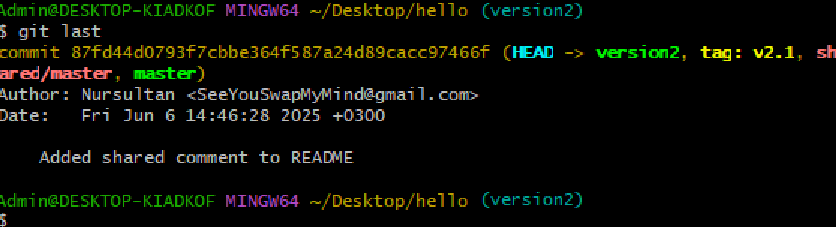 Admin@DESKTOP-KIADKOF MINGW64 ~/Desktop/hello (version2)
$ git last
commit 87fd44d0793f7cbbe364f587a24d89cacc97466f (HEAD -> version2, tag: v2.1, sh
ared/master, master)
Author: Nursultan <SeeYouSwapMyMind@gmail.com>
Date:   Fri Jun 6 14:46:28 2025 +0300
    Added shared comment to README
Admin@DESKTOP-KIADKOF MINGW64 ~/Desktop/hello (version2)
$